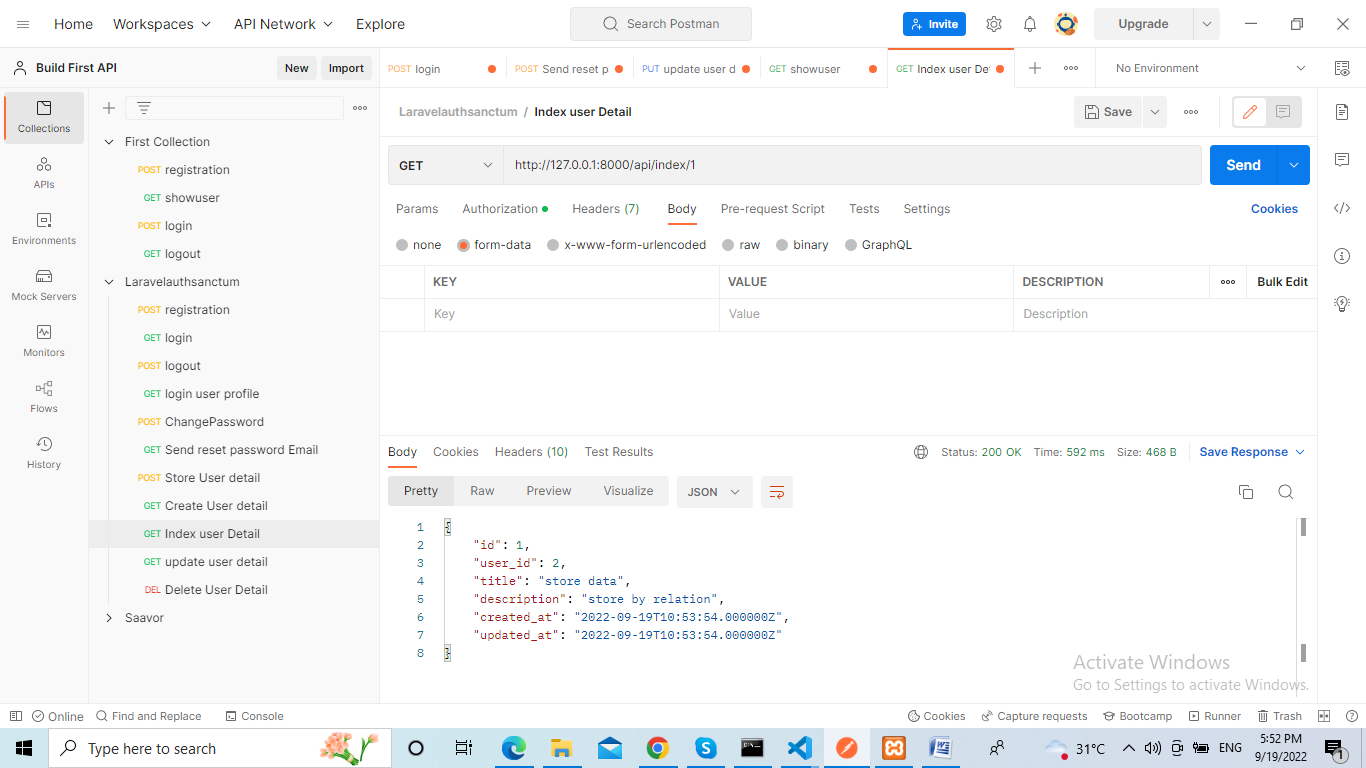 Home Workspaces API Network Explore Search Postman Invite Upgrade
Build First API New Import
POST login POST Send reset p PUT update user d GET showuser GET Index user De No Environment
Collections
APIs
Environments
Mock Servers
Monitors
Flows
History
First Collection
POST registration
GET showuser
POST login
GET logout
Laravelauthsanctum
POST registration
GET login
POST logout
GET login user profile
POST ChangePassword
GET Send reset password Email
POST Store User detail
GET Create User detail
GET Index user Detail
GET update user detail
DEL Delete User Detail
Saavor
Laravelauthsanctum / Index user Detail Save
GET http://127.0.0.1:8000/api/index/1 Send
Params Authorization Headers (7) Body Pre-request Script Tests Settings Cookies
none form-data x-www-form-urlencoded raw binary GraphQL
KEY VALUE DESCRIPTION Bulk Edit
Key Value Description
Body Cookies Headers (10) Test Results Status: 200 OK Time: 592 ms Size: 468 B Save Response
Pretty Raw Preview Visualize JSON
1 {
2 "id": 1,
3 "user_id": 2,
4 "title": "store data",
5 "description": "store by relation",
6 "created_at": "2022-09-19T10:53:54.000000Z",
7 "updated_at": "2022-09-19T10:53:54.000000Z"
8 }
Activate Windows
Go to Settings to activate Windows.
Online Find and Replace Console Cookies Capture requests Bootcamp Runner Trash
Type here to search 31°C ENG 5:52 PM
9/19/2022 1